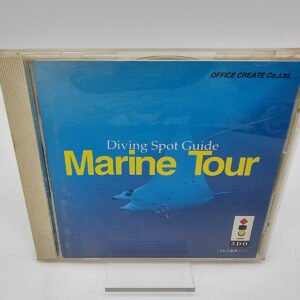 OFFICE CREATE Co.,Ltd.
Diving Spot Guide
Marine Tour
3DO